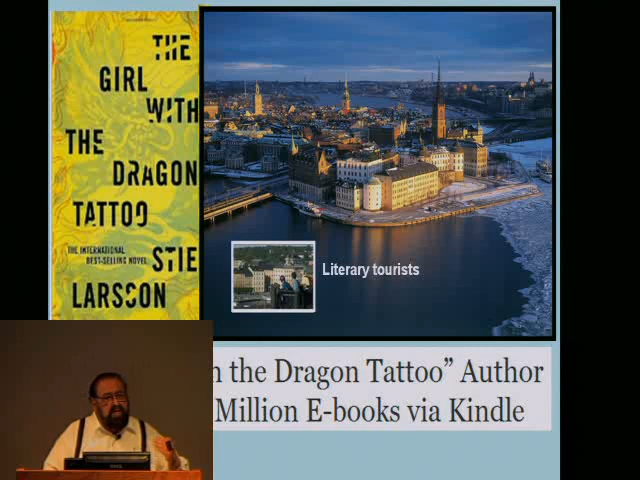 THE
GIRL
WITH
THE
DRAGON
TATTOO
THE INTERNATIONAL
BEST-SELLING NOVEL
STIE
LARSSON
Literary tourists
the Dragon Tattoo” Author
Million E-books via Kindle